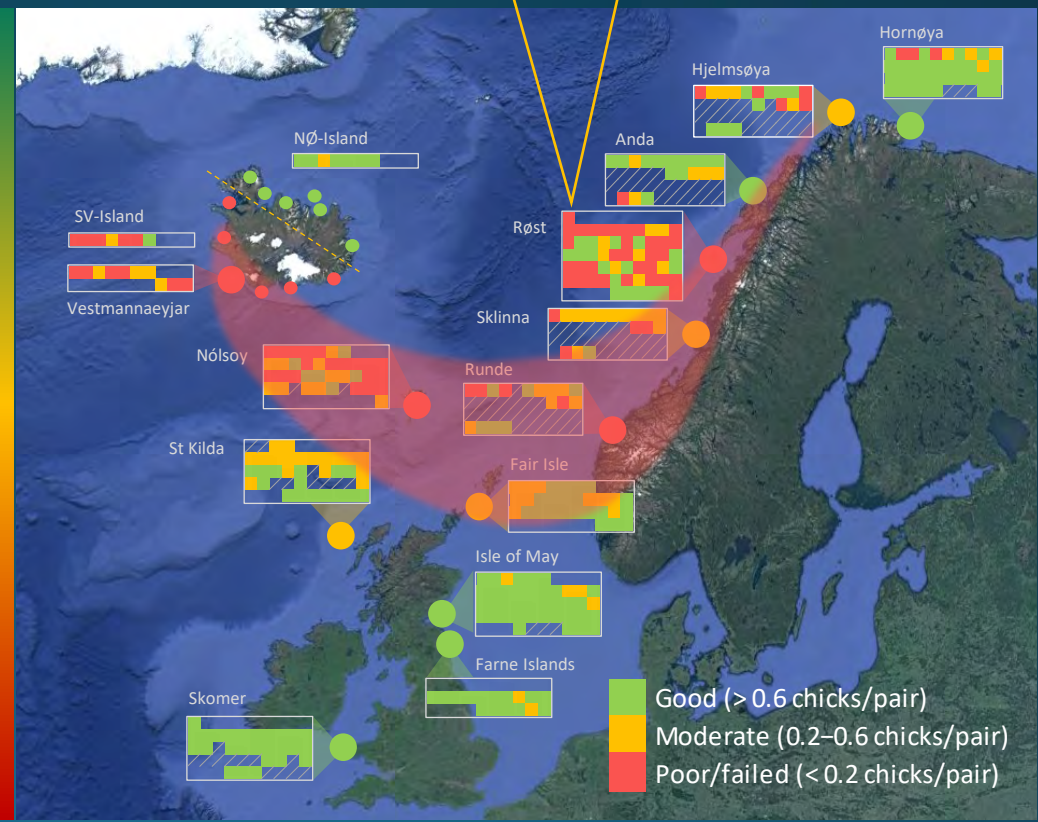 Hornøya
Hjelmsøya
NØ-Island
Anda
SV-Island
Røst
Vestmannaeyjar
Sklinna
Nólsoy
Runde
St Kilda
Fair Isle
Isle of May
Farne Islands
Skomer
Good (> 0.6 chicks/pair)
Moderate (0.2–0.6 chicks/pair)
Poor/failed (< 0.2 chicks/pair)